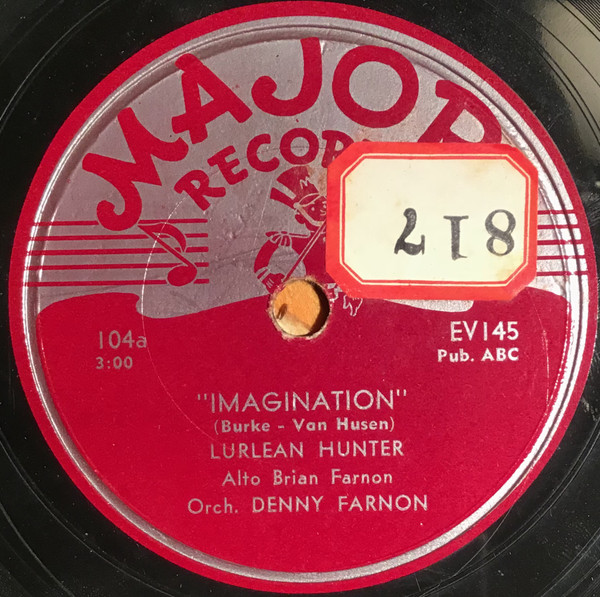 MAJOR
RECOR
104a
3:00
EV145
Pub. ABC
"IMAGINATION"
(Burke - Van Husen)
LURLEAN HUNTER
Alto Brian Farnon
Orch. DENNY FARNON